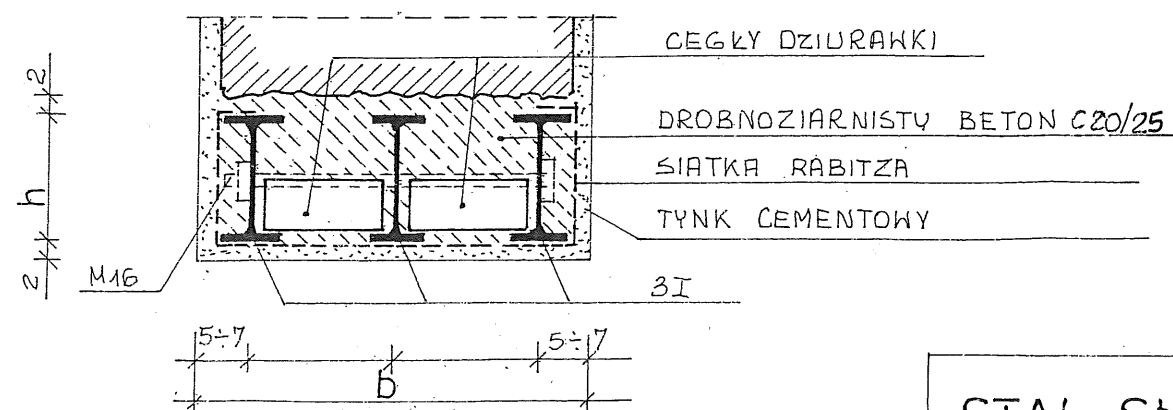 CEGŁY DZIURAWKI
DROBNOZIARNISTY BETON C20/25
SIATKA RABITZA
TYNK CEMENTOWY
2
h
2
M16
3I
5÷7
5÷7
b